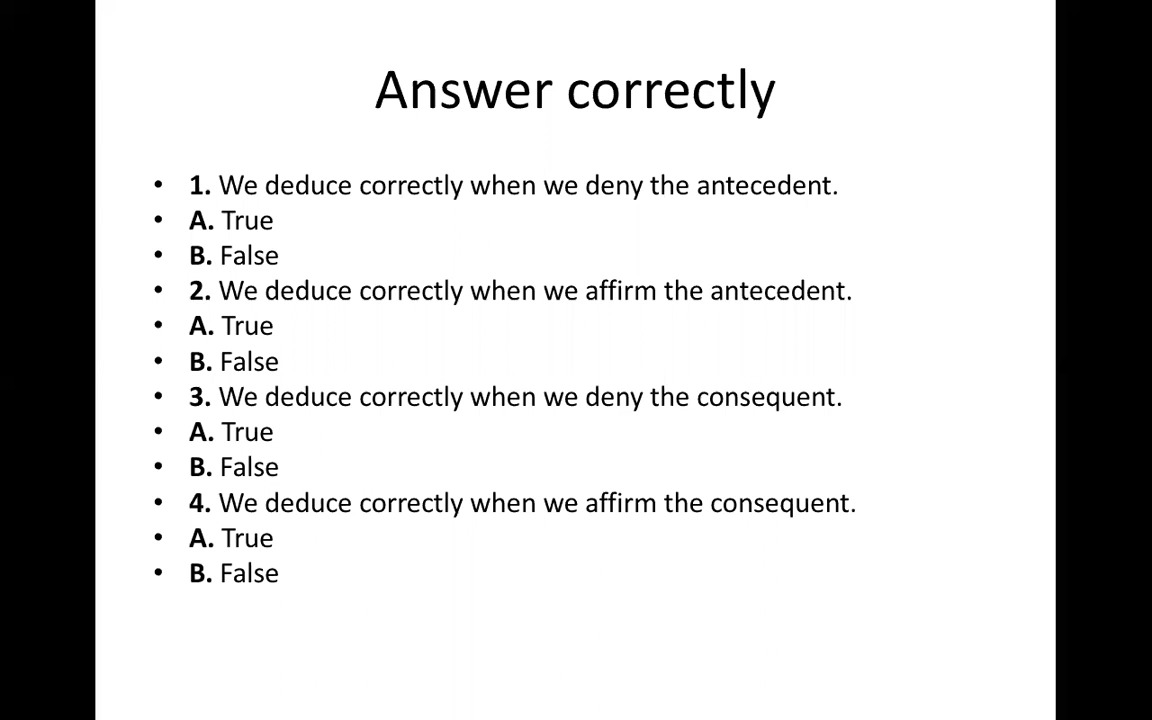 Answer correctly
• 1. We deduce correctly when we deny the antecedent.
• A. True
• B. False
• 2. We deduce correctly when we affirm the antecedent.
• A. True
• B. False
• 3. We deduce correctly when we deny the consequent.
• A. True
• B. False
• 4. We deduce correctly when we affirm the consequent.
• A. True
• B. False